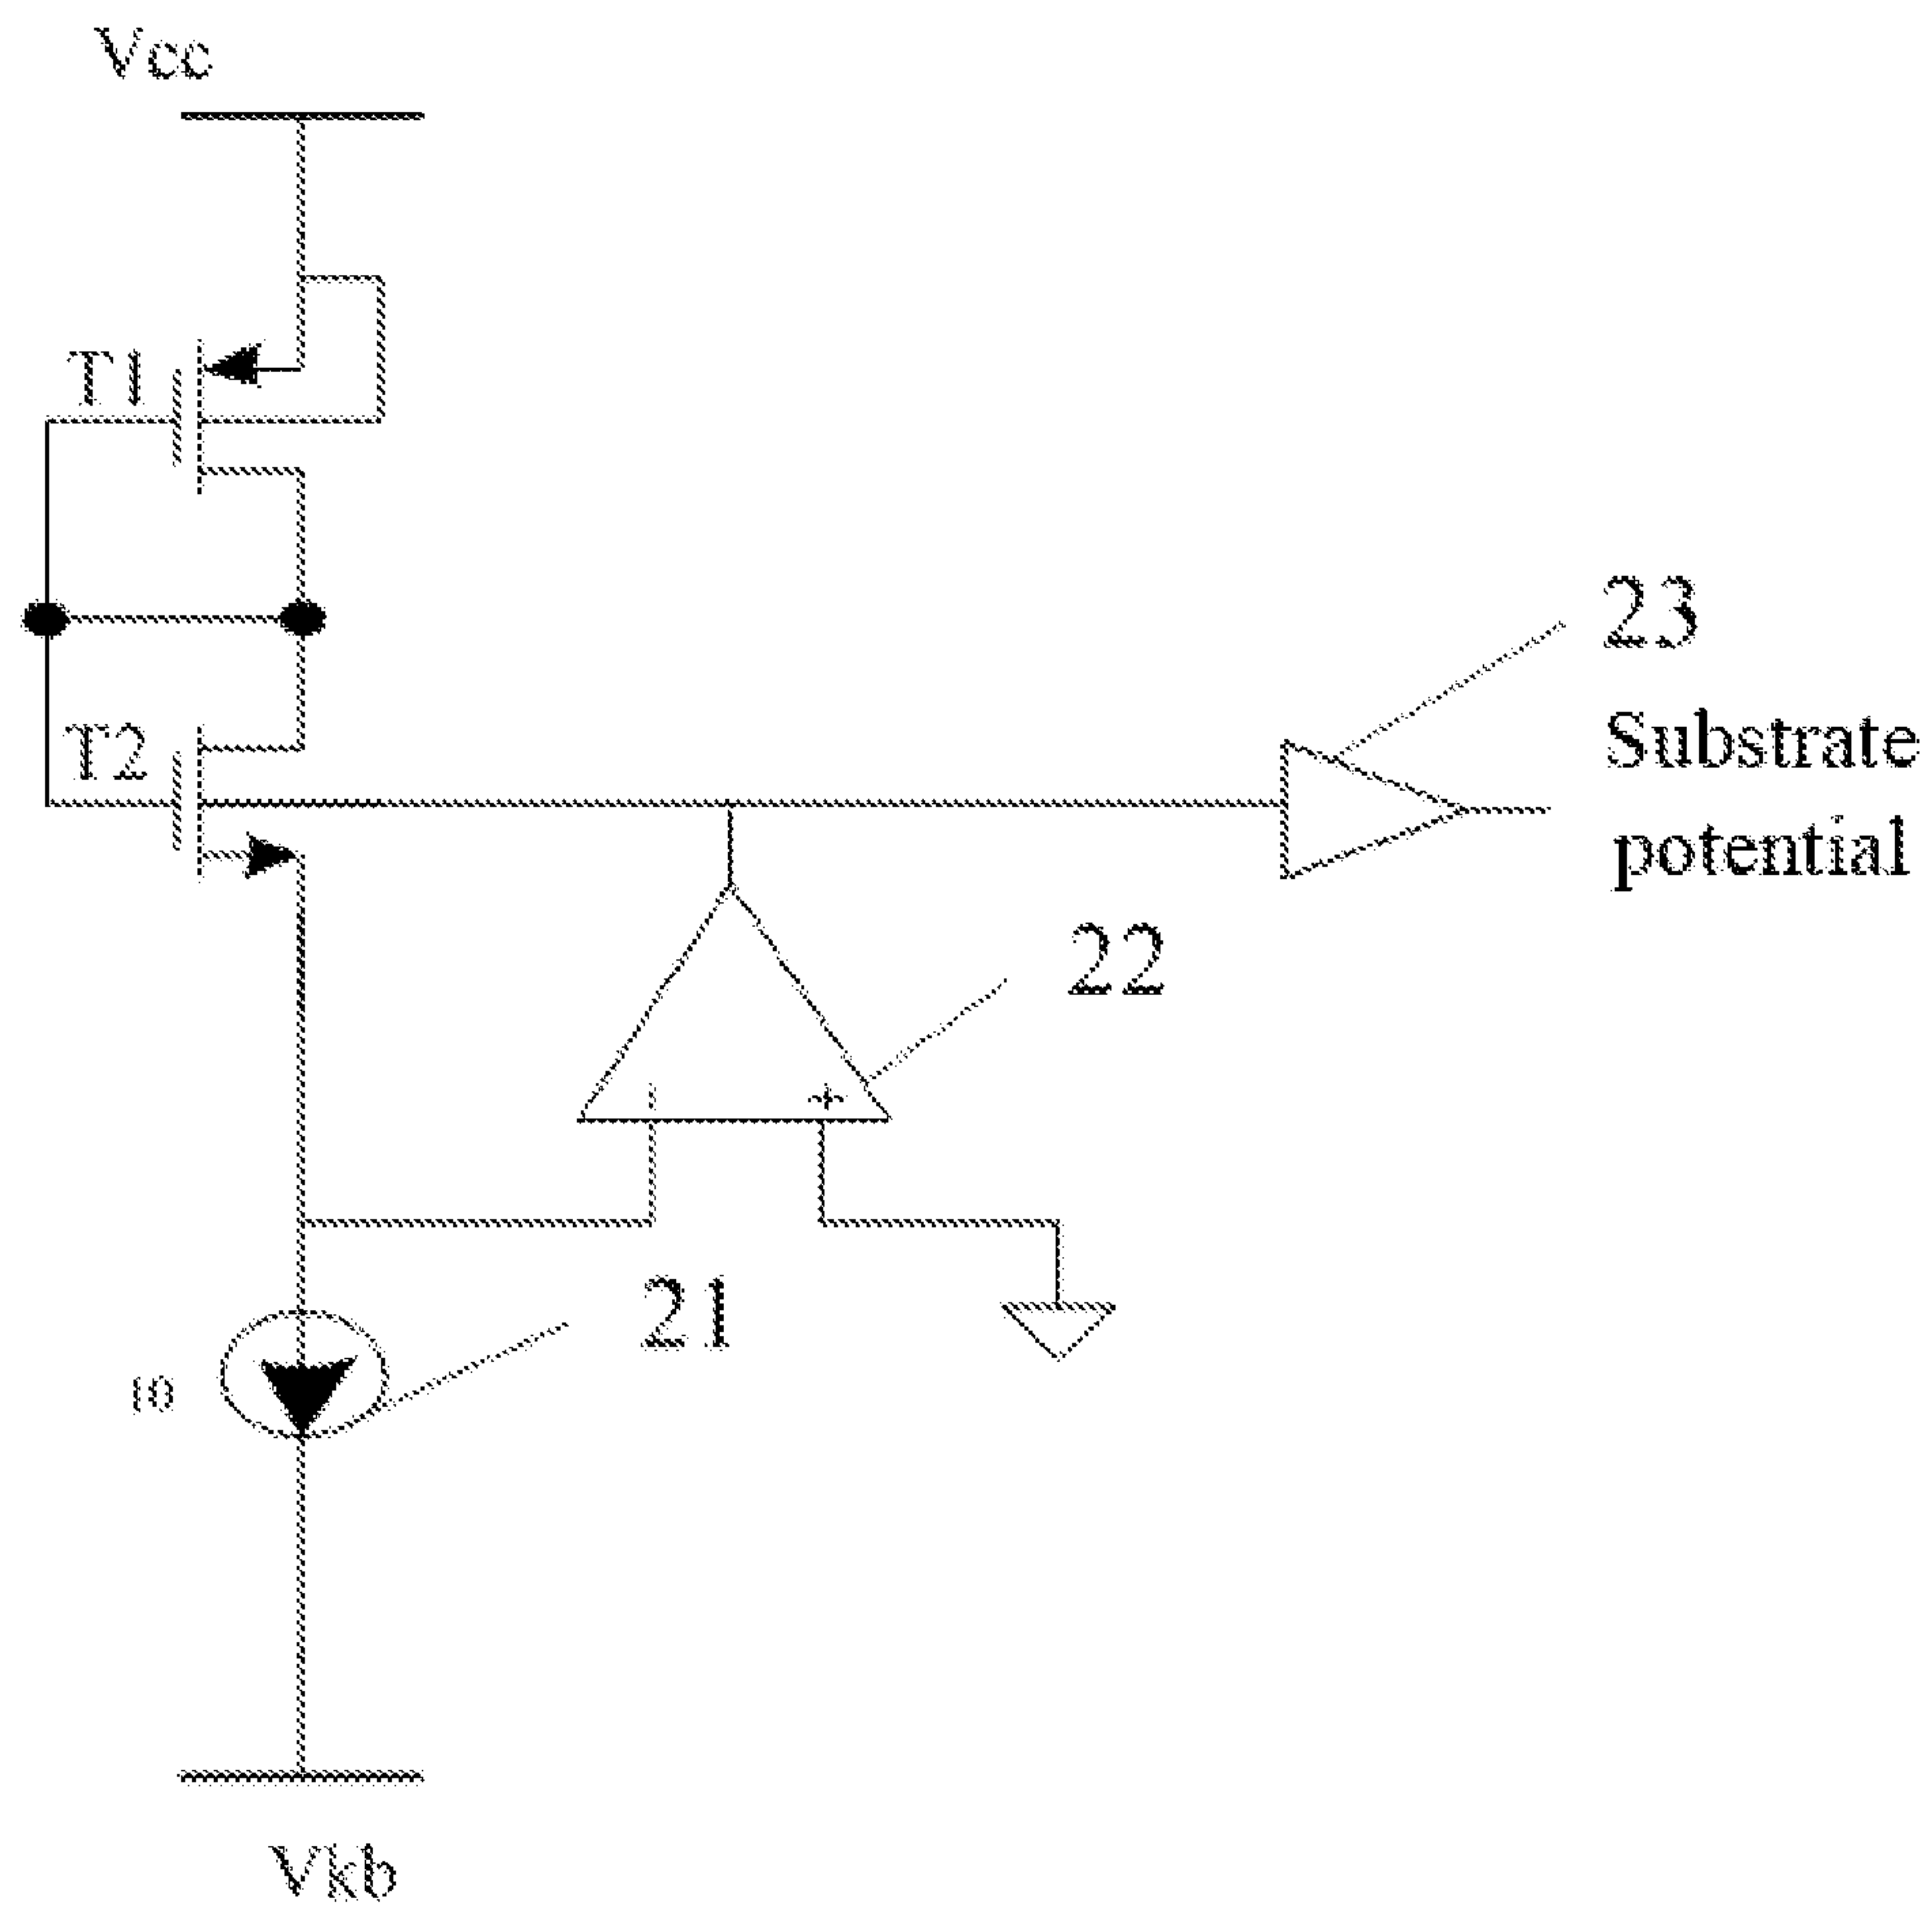 Vcc
T1
T2
23
Substrate
potential
22
+
21
I0
Vkb